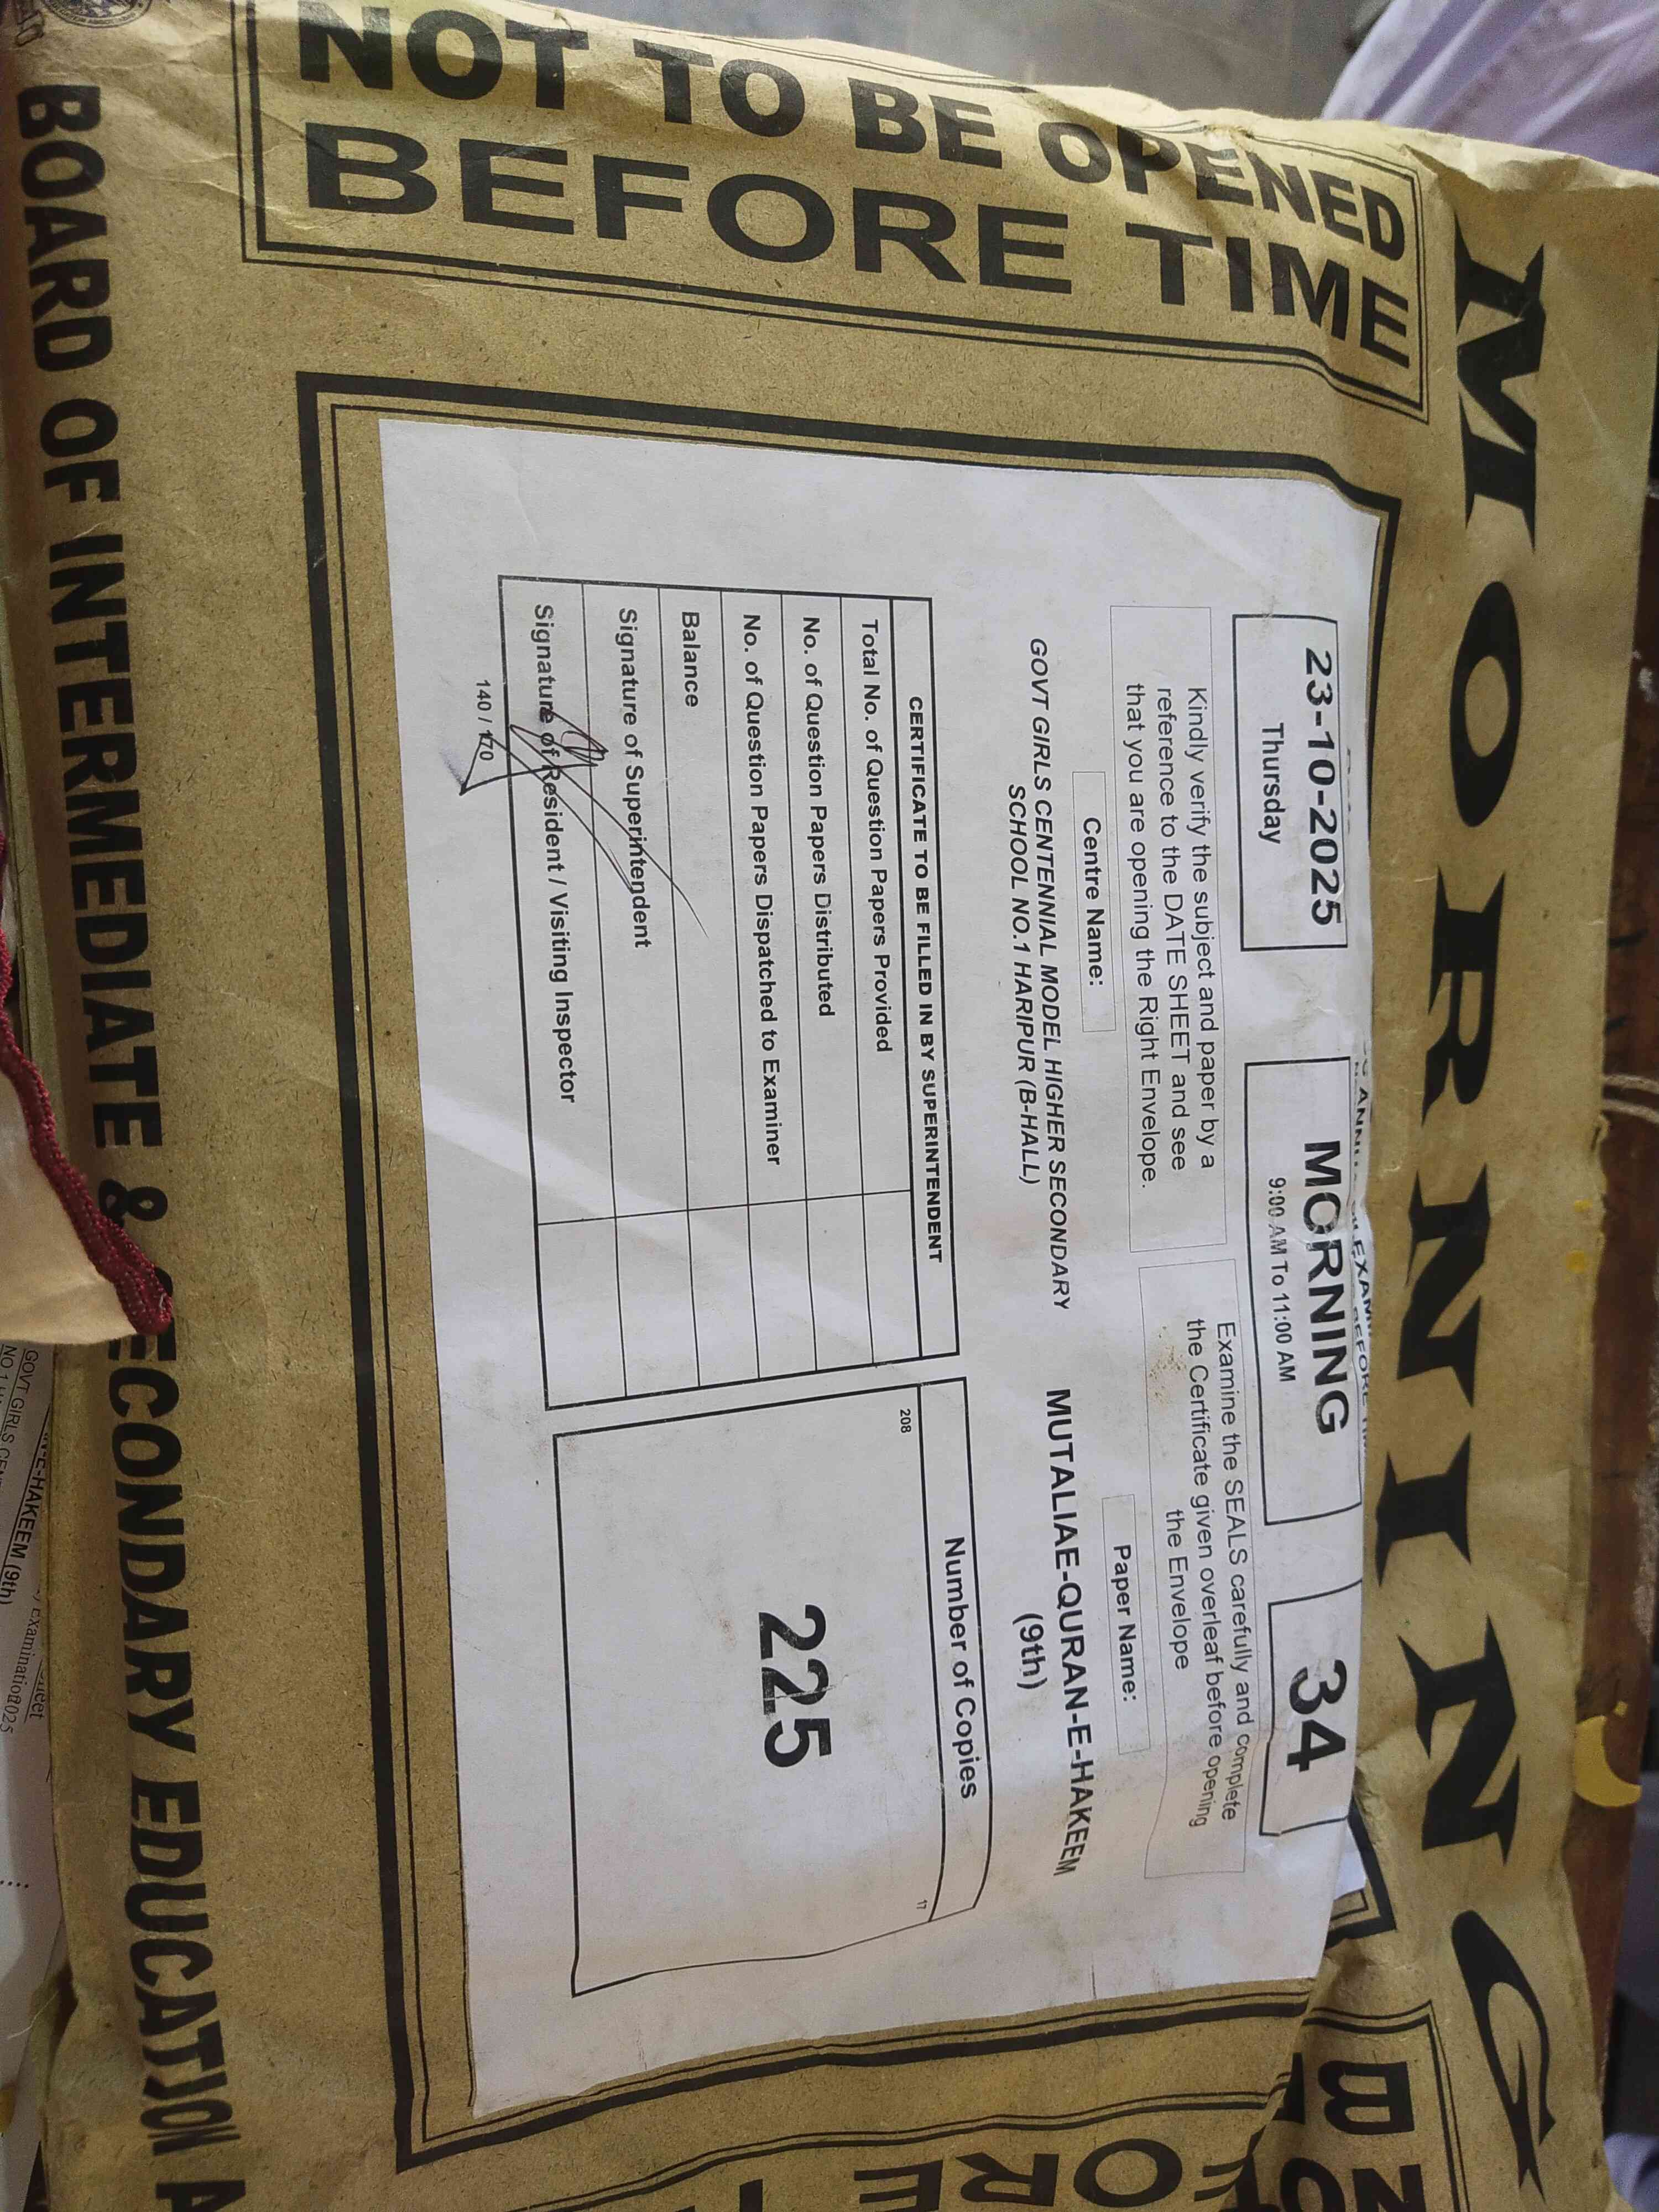 MORNING
NOT TO BE OPENED
BEFORE TIME
23-10-2025
Thursday
MORNING
9:00 AM To 11:00 AM
34
Kindly verify the subject and paper by a
reference to the DATE SHEET and see
that you are opening the Right Envelope.
Examine the SEALS carefully and complete
the Certificate given overleaf before opening
the Envelope
Centre Name:
Paper Name:
GOVT GIRLS CENTENNIAL MODEL HIGHER SECONDARY
SCHOOL NO.1 HARIPUR (B-HALL)
MUTALIAE-QURAN-E-HAKEEM
(9th)
CERTIFICATE TO BE FILLED IN BY SUPERINTENDENT
Total No. of Question Papers Provided
No. of Question Papers Distributed
No. of Question Papers Dispatched to Examiner
Balance
Signature of Superintendent
Signature of Resident / Visiting Inspector
140 / 170
Number of Copies
208
17
225
BOARD OF INTERMEDIATE & SECONDARY EDUCATION A
Examination2025
-E-HAKEEM (9th)
GOVT GIRLS CEN